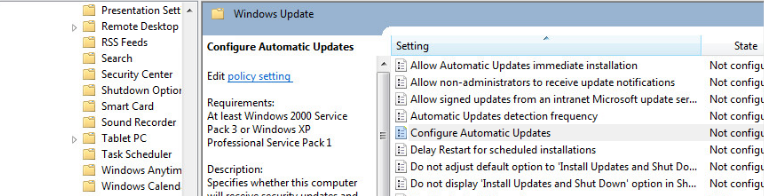 Presentation Sett
Remote Desktop
RSS Feeds
Search
Security Center
Shutdown Option
Smart Card
Sound Recorder
Tablet PC
Task Scheduler
Windows Anytim
Windows Calend
Windows Update
Configure Automatic Updates
Edit policy setting
Requirements:
At least Windows 2000 Service
Pack 3 or Windows XP
Professional Service Pack 1
Description:
Specifies whether this computer
will receive security updates and
Setting State
Allow Automatic Updates immediate installation Not configu
Allow non-administrators to receive update notifications Not configu
Allow signed updates from an intranet Microsoft update ser... Not configu
Automatic Updates detection frequency Not configu
Configure Automatic Updates Not configu
Delay Restart for scheduled installations Not configu
Do not adjust default option to 'Install Updates and Shut Do... Not configu
Do not display 'Install Updates and Shut Down' option in Sh... Not configu